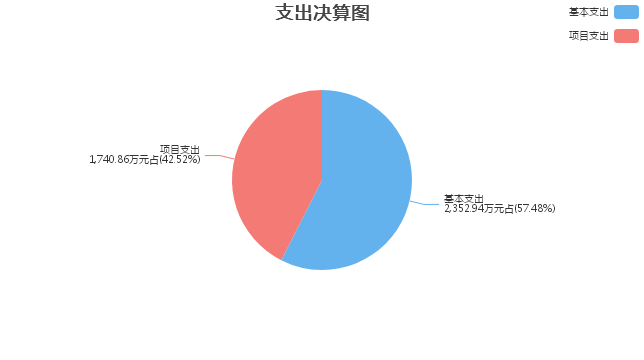 支出决算图
基本支出
项目支出
项目支出
1,740.86万元占(42.52%)
基本支出
2,352.94万元占(57.48%)